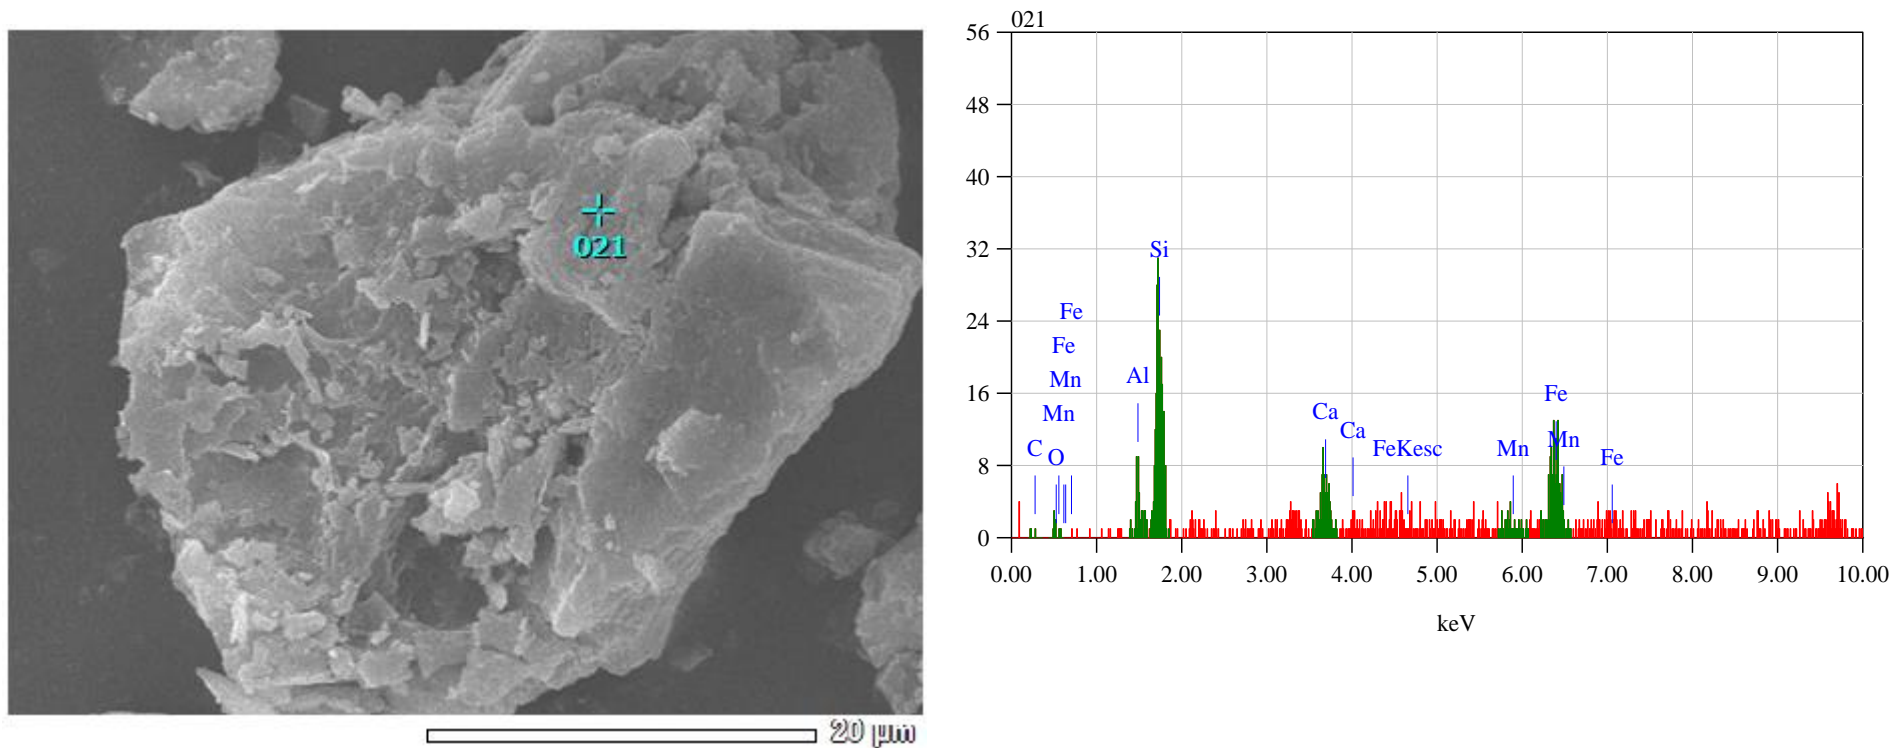 021
20 μm
021
56
48
40
32
24
16
8
0
Si
Fe
Fe
Mn
Mn
C
O
Al
Ca
Ca
FeKesc
Mn
Fe
Mn
Fe
0.00 1.00 2.00 3.00 4.00 5.00 6.00 7.00 8.00 9.00 10.00
keV